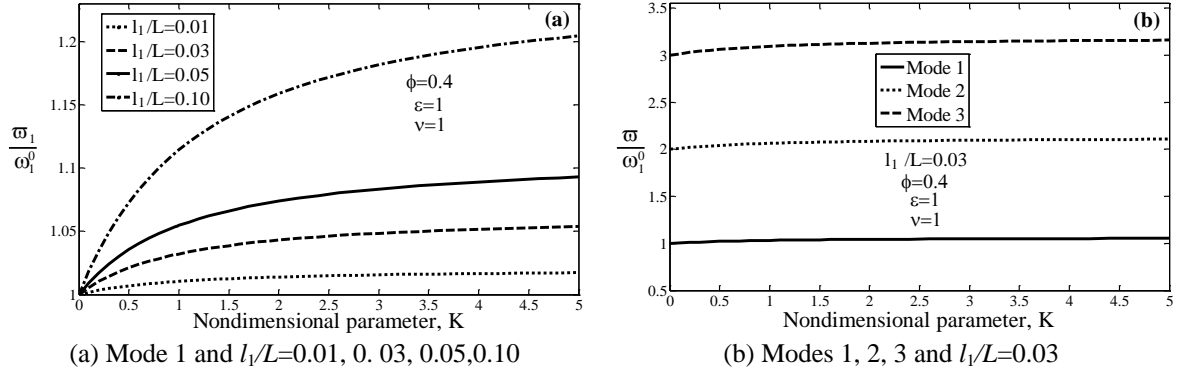 (a)
l₁/L=0.01
l₁/L=0.03
l₁/L=0.05
l₁/L=0.10
ϕ=0.4
ε=1
ν=1
1.2
1.15
1.1
1.05
1
ϖ₁
ω₁⁰
0 0.5 1 1.5 2 2.5 3 3.5 4 4.5 5
Nondimensional parameter, K
(a) Mode 1 and l₁/L=0.01, 0. 03, 0.05,0.10
(b)
Mode 1
Mode 2
Mode 3
l₁ /L=0.03
ϕ=0.4
ε=1
ν=1
3.5
3
2.5
2
1.5
1
0.5
ϖ
ω₁⁰
0 0.5 1 1.5 2 2.5 3 3.5 4 4.5 5
Nondimensional parameter, K
(b) Modes 1, 2, 3 and l₁/L=0.03